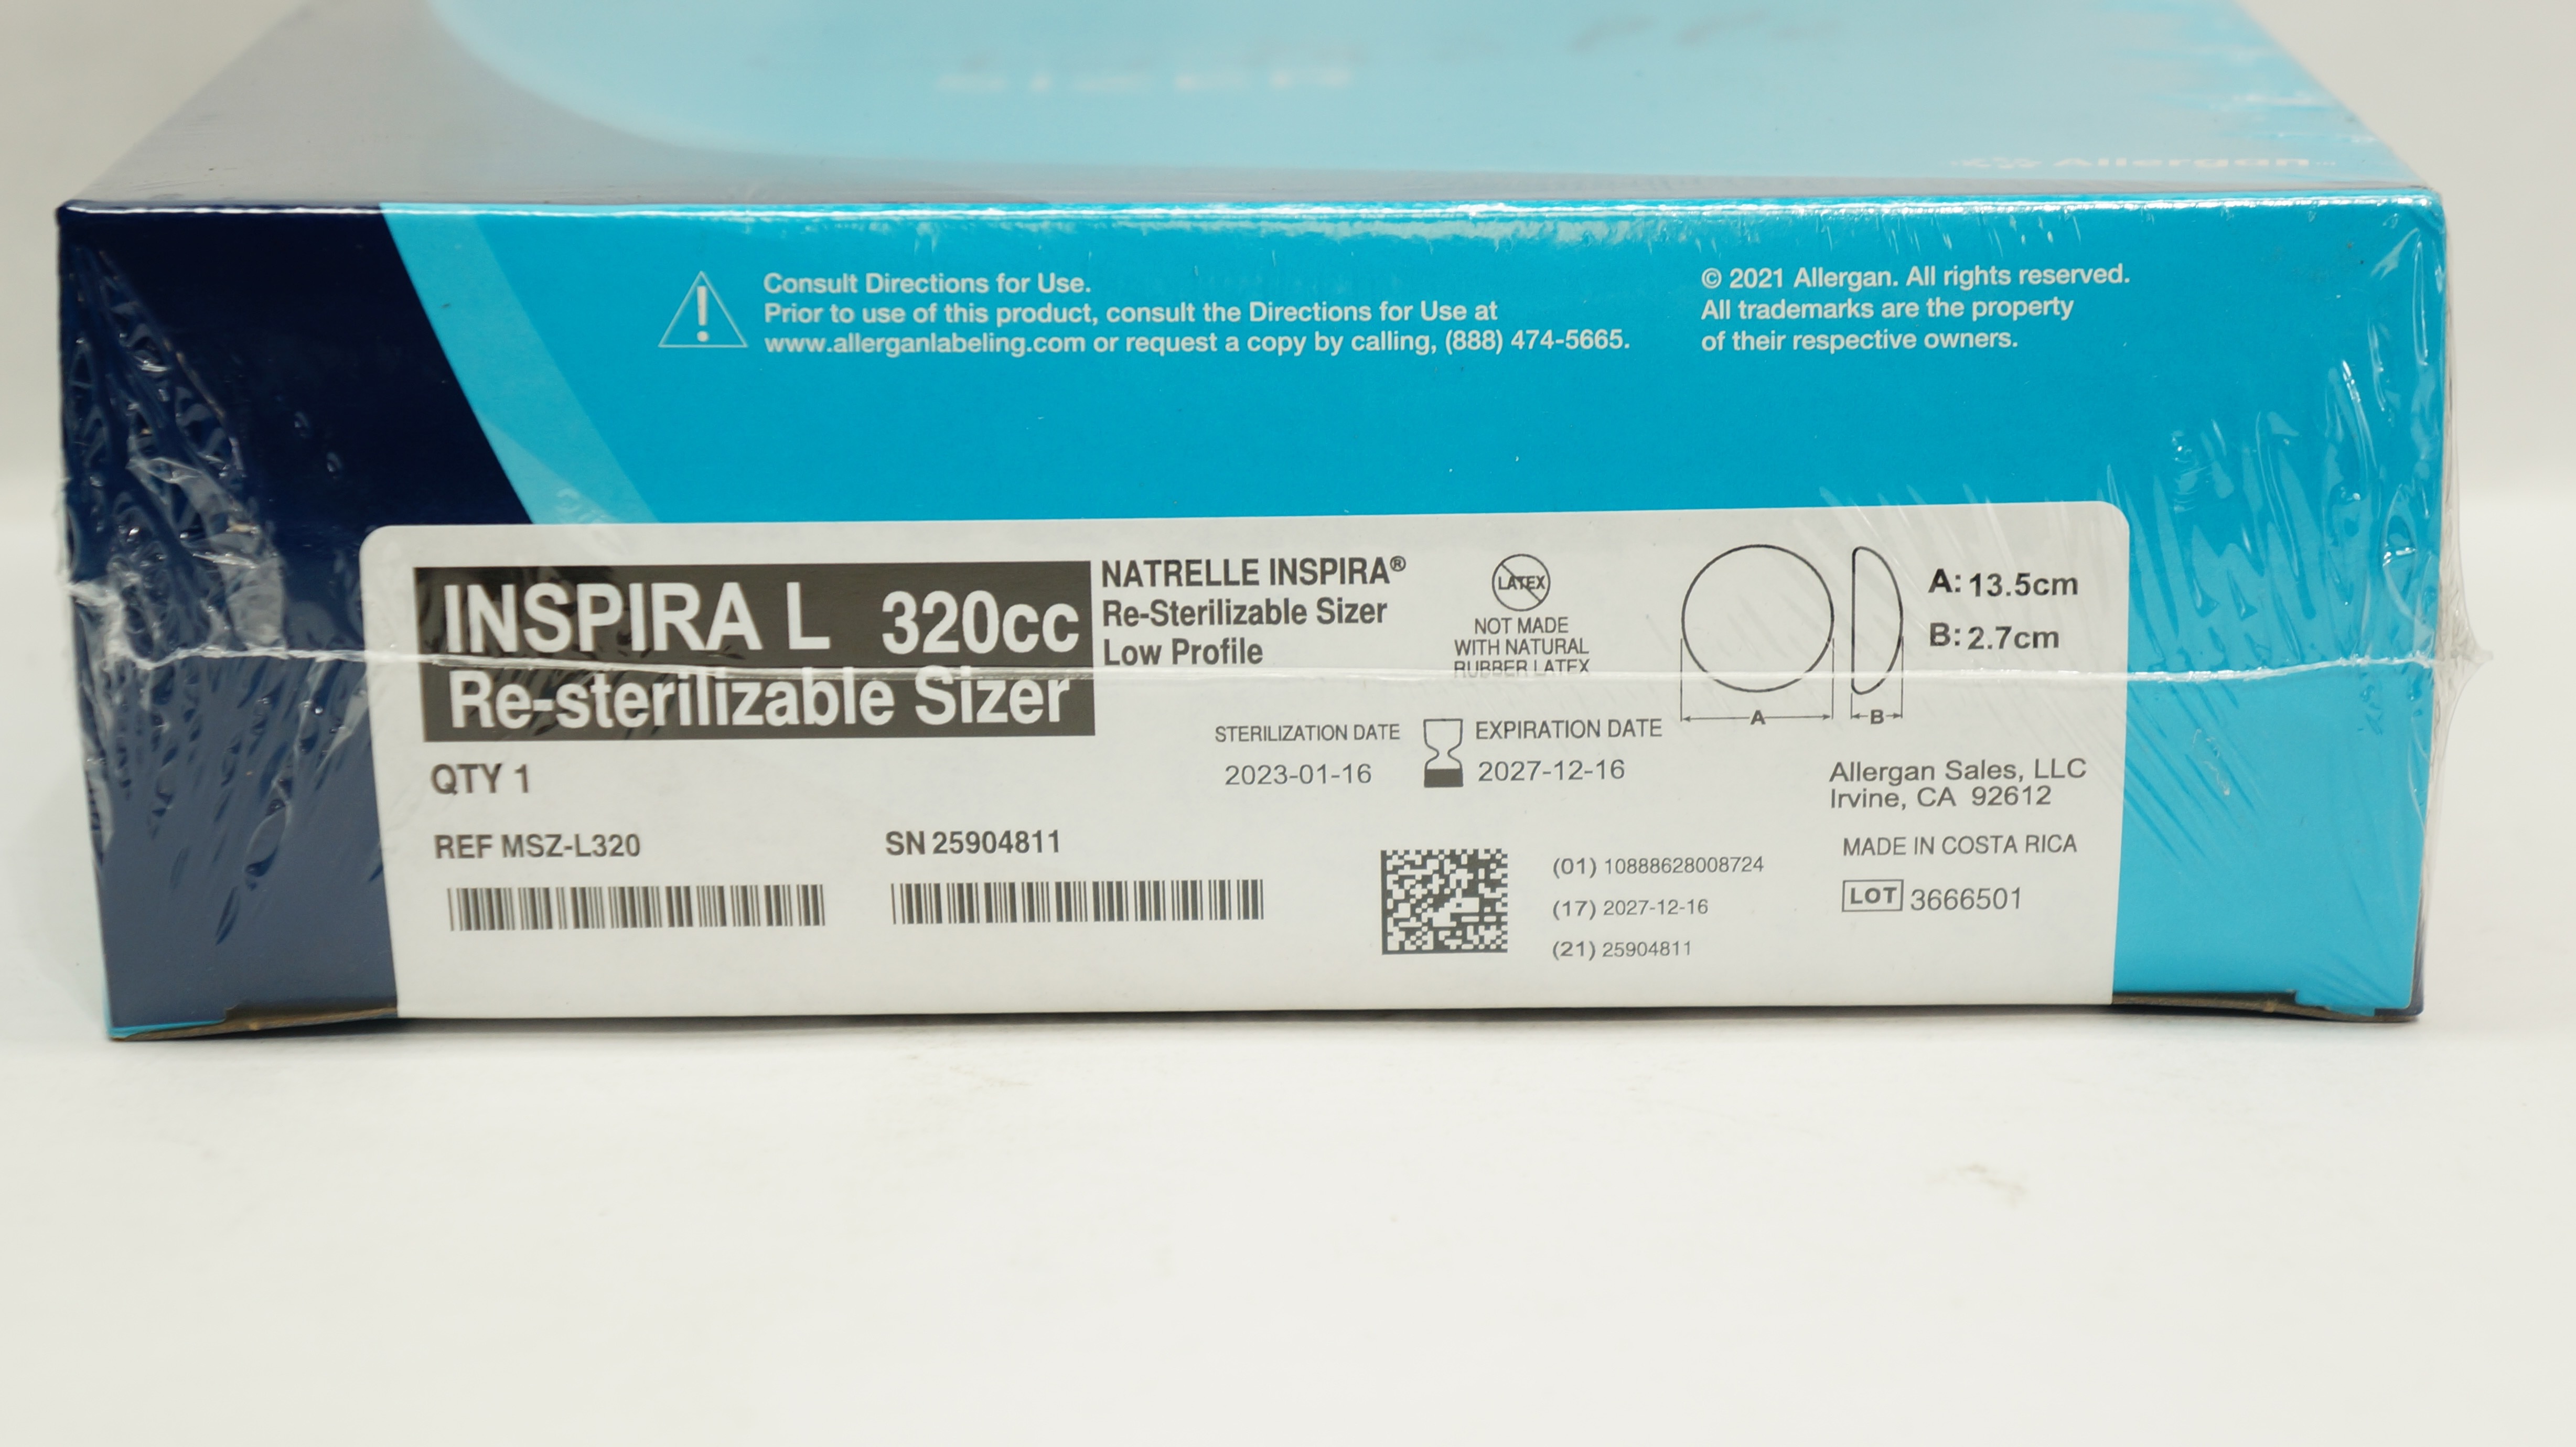 Allergan
Consult Directions for Use.
Prior to use of this product, consult the Directions for Use at
www.allerganlabeling.com or request a copy by calling, (888) 474-5665.
© 2021 Allergan. All rights reserved.
All trademarks are the property
of their respective owners.
INSPIRA L 320cc
Re-sterilizable Sizer
NATRELLE INSPIRA®
Re-Sterilizable Sizer
Low Profile
LATEX
NOT MADE
WITH NATURAL
RUBBER LATEX
A: 13.5cm
B: 2.7cm
A
B
STERILIZATION DATE
2023-01-16
EXPIRATION DATE
2027-12-16
QTY 1
Allergan Sales, LLC
Irvine, CA 92612
REF MSZ-L320
SN 25904811
MADE IN COSTA RICA
(01) 10888628008724
(17) 2027-12-16
(21) 25904811
LOT 3666501